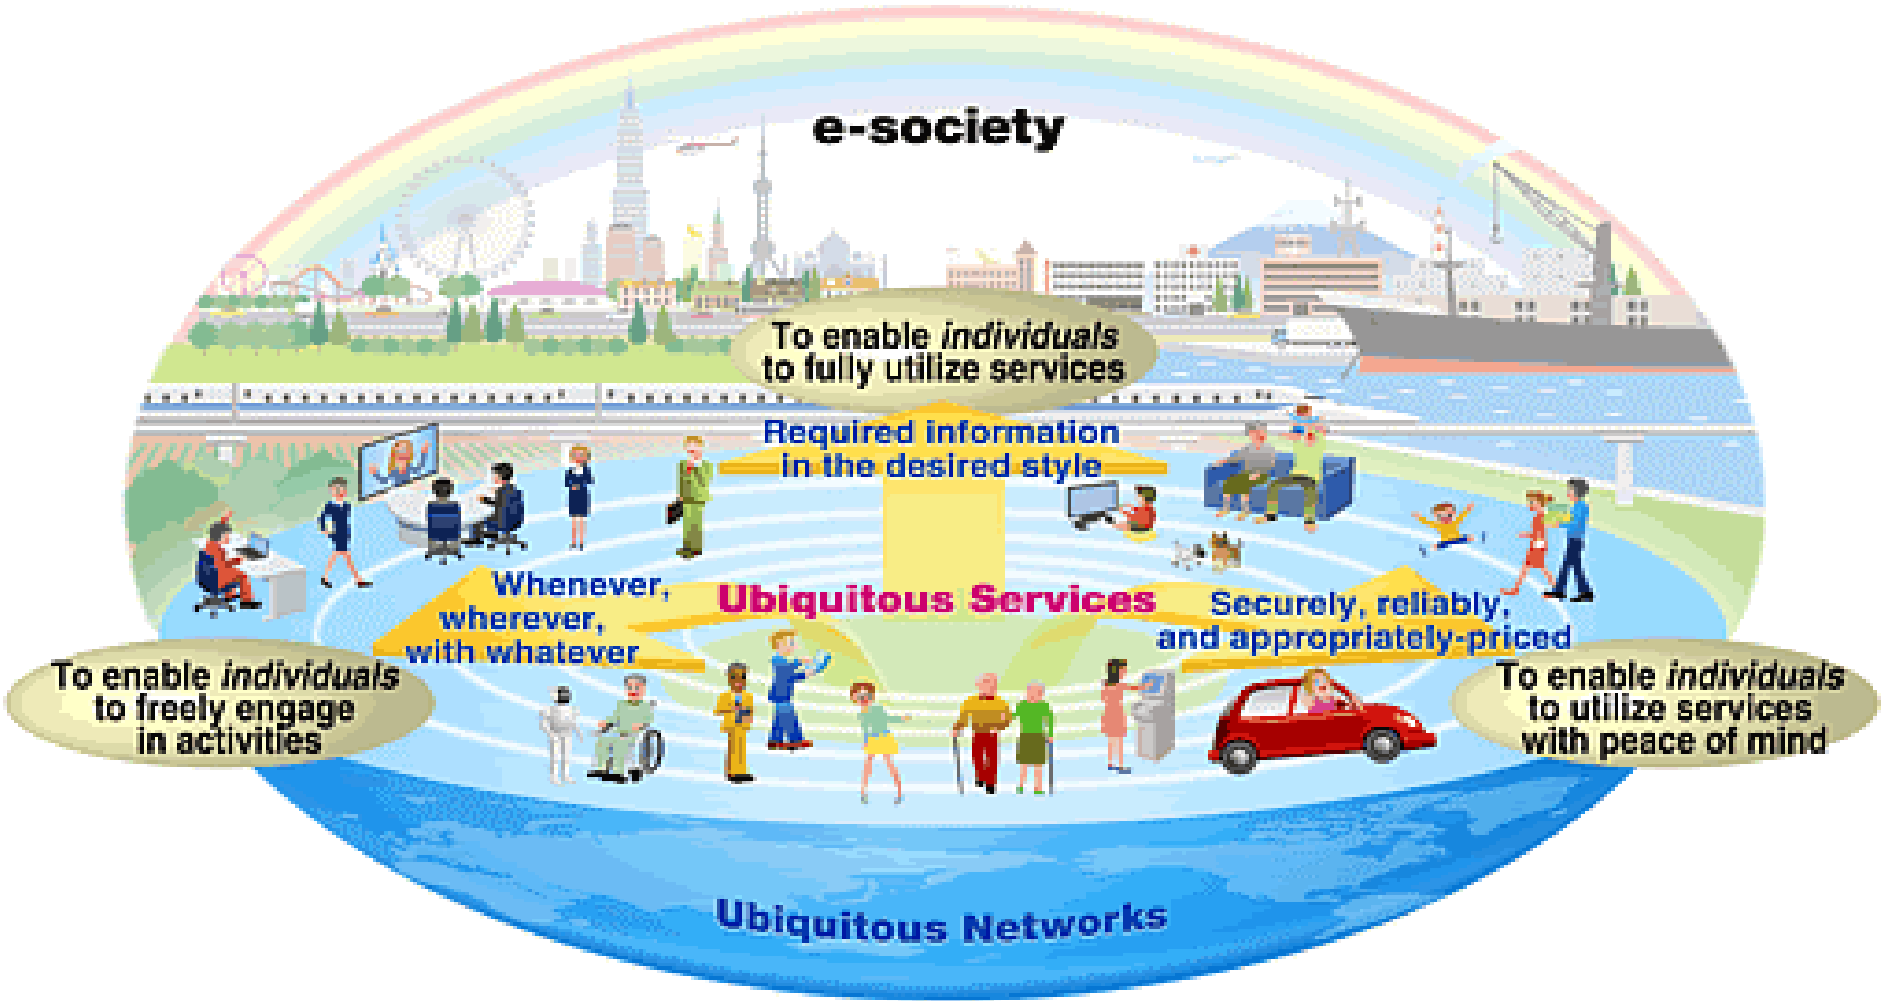 e-society
To enable individuals
to fully utilize services
Required information
in the desired style
Whenever,
wherever,
with whatever
Ubiquitous Services
Securely, reliably,
and appropriately-priced
To enable individuals
to freely engage
in activities
To enable individuals
to utilize services
with peace of mind
Ubiquitous Networks